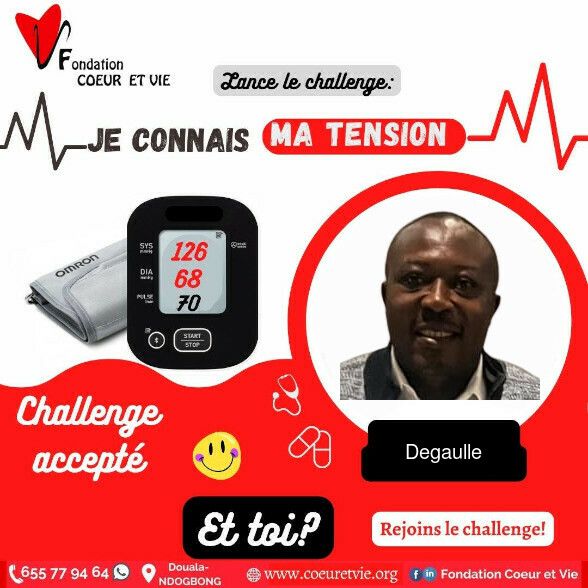 Fondation
COEUR ET VIE
Lance le challenge:
JE CONNAIS MA TENSION
OMRON
SYS
mmHg
126
DIA
mmHg
68
PULSE
70
START
STOP
Challenge
accepté
Degaulle
Et toi?
Rejoins le challenge!
655 77 94 64
Douala-
NDOGBONG
www.coeuretvie.org
f in Fondation Coeur et Vie